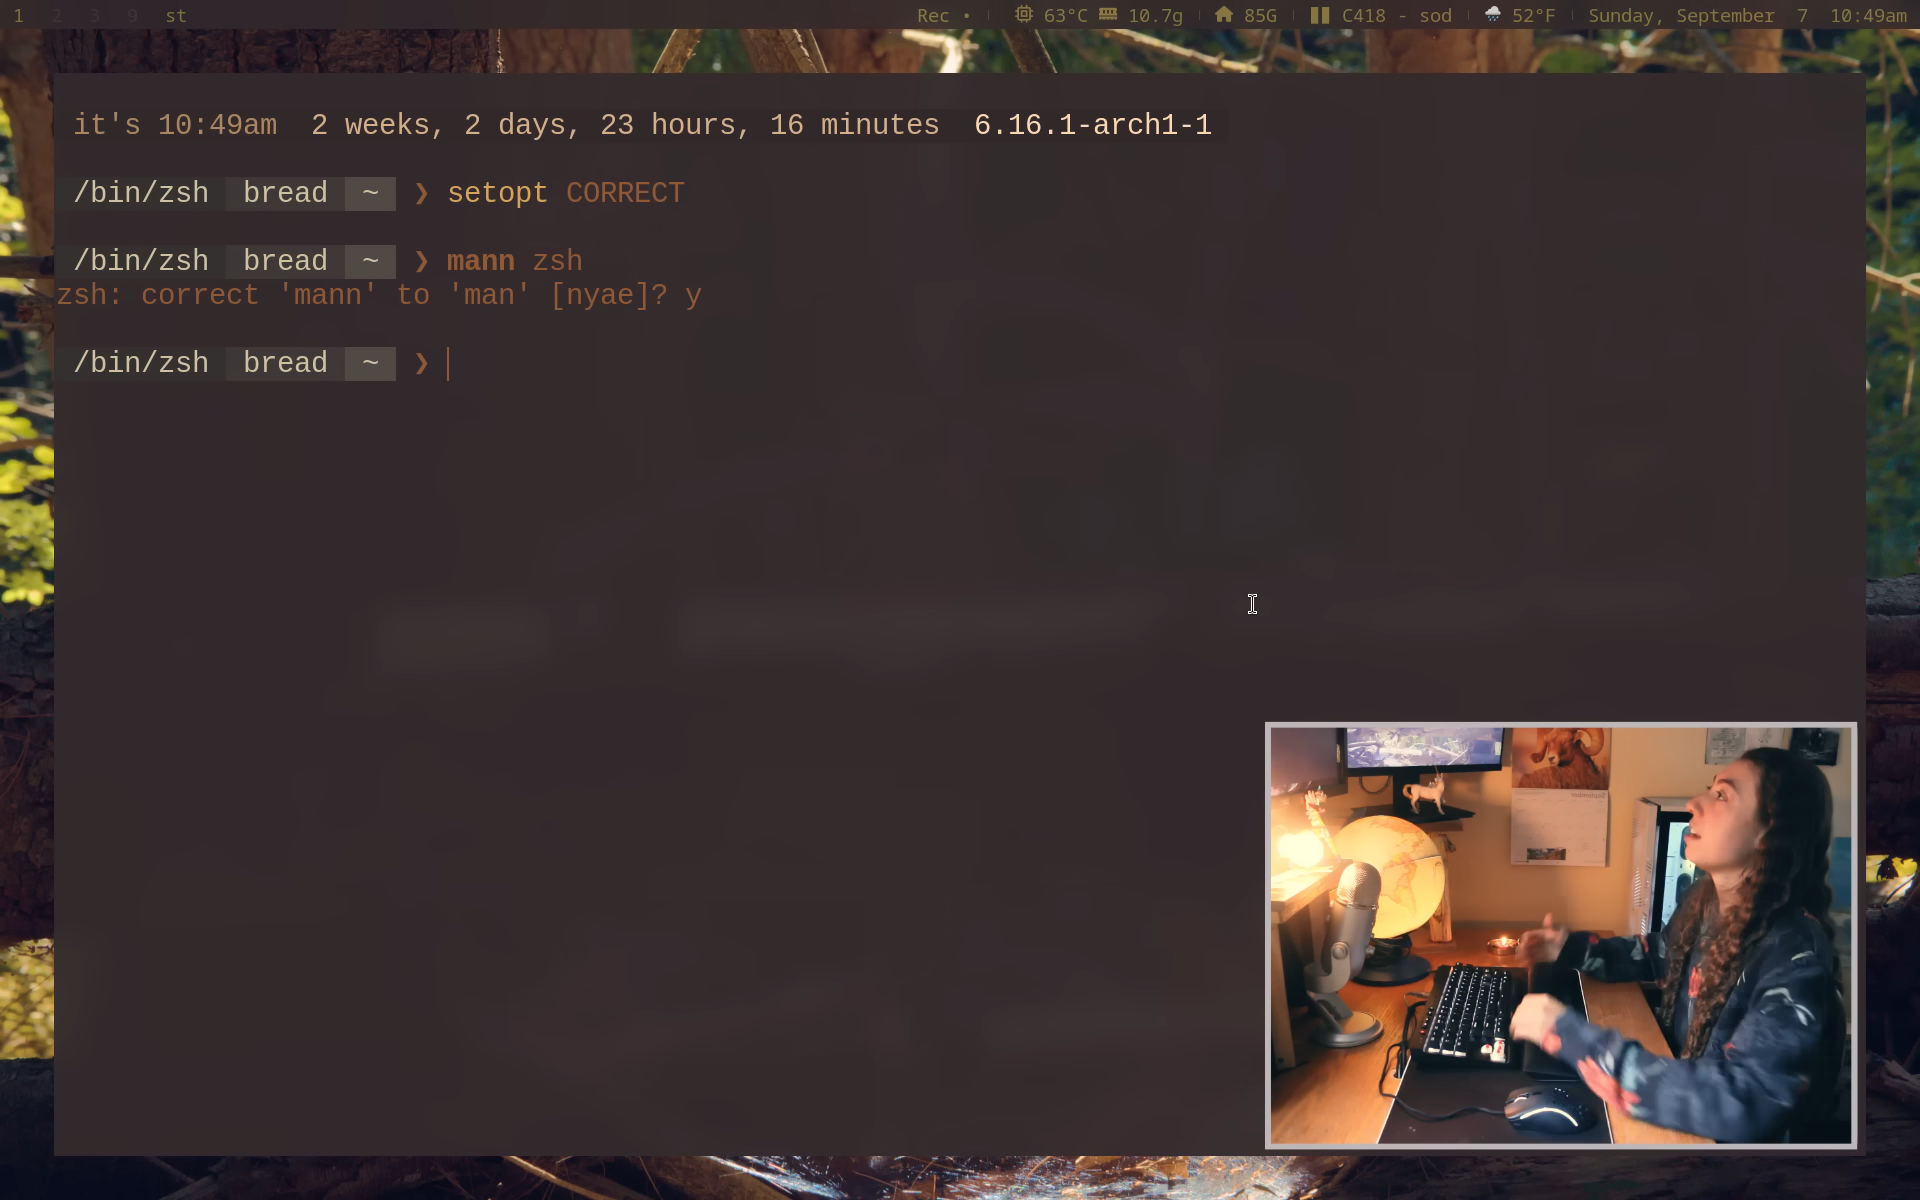 1 2 3 9 st Rec • 63°C 10.7g 85G C418 - sod 52°F Sunday, September 7 10:49am
it's 10:49am 2 weeks, 2 days, 23 hours, 16 minutes 6.16.1-arch1-1
/bin/zsh bread ~ ❯ setopt CORRECT
/bin/zsh bread ~ ❯ mann zsh
zsh: correct 'mann' to 'man' [nyae]? y
/bin/zsh bread ~ ❯